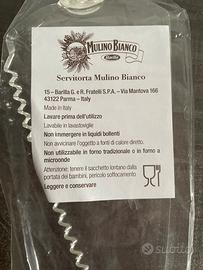 MULINO BIANCO
Barilla
Servitorta Mulino Bianco
15 – Barilla G. e R. Fratelli S.P.A. – Via Mantova 166
43122 Parma – Italy
Made in Italy
Lavare prima dell'utilizzo
Lavabile in lavastoviglie
Non immergere in liquidi bollenti
Non avvicinare l'oggetto a fonti di calore dirette.
Non utilizzabile in forno tradizionale o in forno a
microonde
Attenzione: tenere il sacchetto lontano dalla
portata dei bambini, pericolo soffocamento
Leggere e conservare
subito